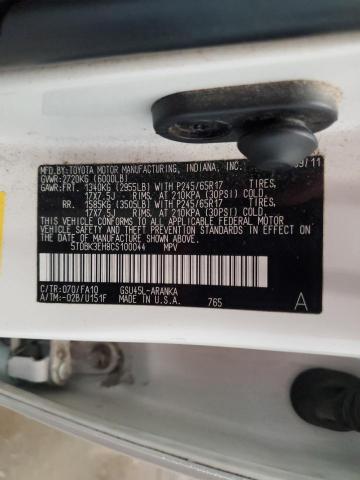 MFD.BY:TOYOTA MOTOR MANUFACTURING, INDIANA, INC. 09/11
GVWR:2720KG (6000LB)
GAWR:FRT. 1340KG (2955LB) WITH P245/65R17 TIRES,
17X7.5J RIMS, AT 210KPA (30PSI) COLD.
RR. 1585KG (3505LB) WITH P245/65R17 TIRES,
17X7.5J RIMS, AT 210KPA (30PSI) COLD.
THIS VEHICLE CONFORMS TO ALL APPLICABLE FEDERAL
MOTOR VEHICLE SAFETY AND THEFT PREVENTION STANDARDS
IN EFFECT ON THE DATE OF MANUFACTURE SHOWN ABOVE.
5TDBK3EHBCS100044 MPV
C/TR:070/FA10 GSU45L-ARANKA
A/TM:-02B/U151F MADE IN U.S.A. 765 A